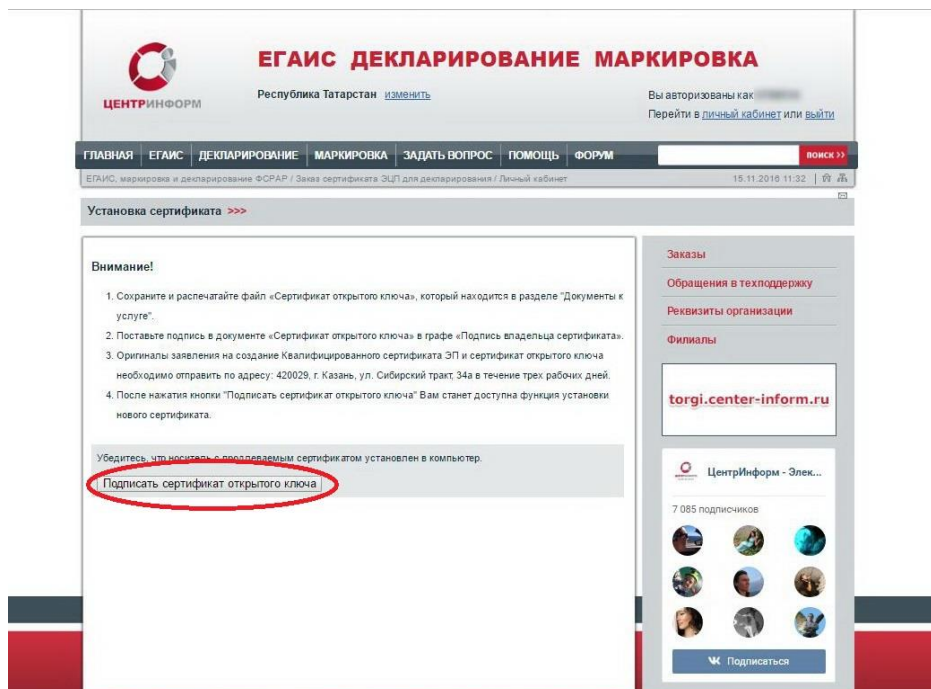 ЕГАИС ДЕКЛАРИРОВАНИЕ МАРКИРОВКА
ЦЕНТРИНФОРМ
Республика Татарстан изменить
Вы авторизованы как
Перейти в личный кабинет или выйти
ГЛАВНАЯ ЕГАИС ДЕКЛАРИРОВАНИЕ МАРКИРОВКА ЗАДАТЬ ВОПРОС ПОМОЩЬ ФОРУМ ПОИСК >>
ЕГАИС, маркировка и декларирование ФСРАР / Заказ сертификата ЭЦП для декларирования / Личный кабинет 15.11.2016 11:32
Установка сертификата >>>
Внимание!
1. Сохраните и распечатайте файл «Сертификат открытого ключа», который находится в разделе "Документы к
услуге".
2. Поставьте подпись в документе «Сертификат открытого ключа» в графе «Подпись владельца сертификата».
3. Оригиналы заявления на создание Квалифицированного сертификата ЭП и сертификат открытого ключа
необходимо отправить по адресу: 420029, г. Казань, ул. Сибирский тракт, 34а в течение трех рабочих дней.
4. После нажатия кнопки "Подписать сертификат открытого ключа" Вам станет доступна функция установки
нового сертификата.
Убедитесь, что носитель с продлеваемым сертификатом установлен в компьютер.
Подписать сертификат открытого ключа
Заказы
Обращения в техподдержку
Реквизиты организации
Филиалы
torgi.center-inform.ru
ЦентрИнформ - Элек...
7 085 подписчиков
Подписаться